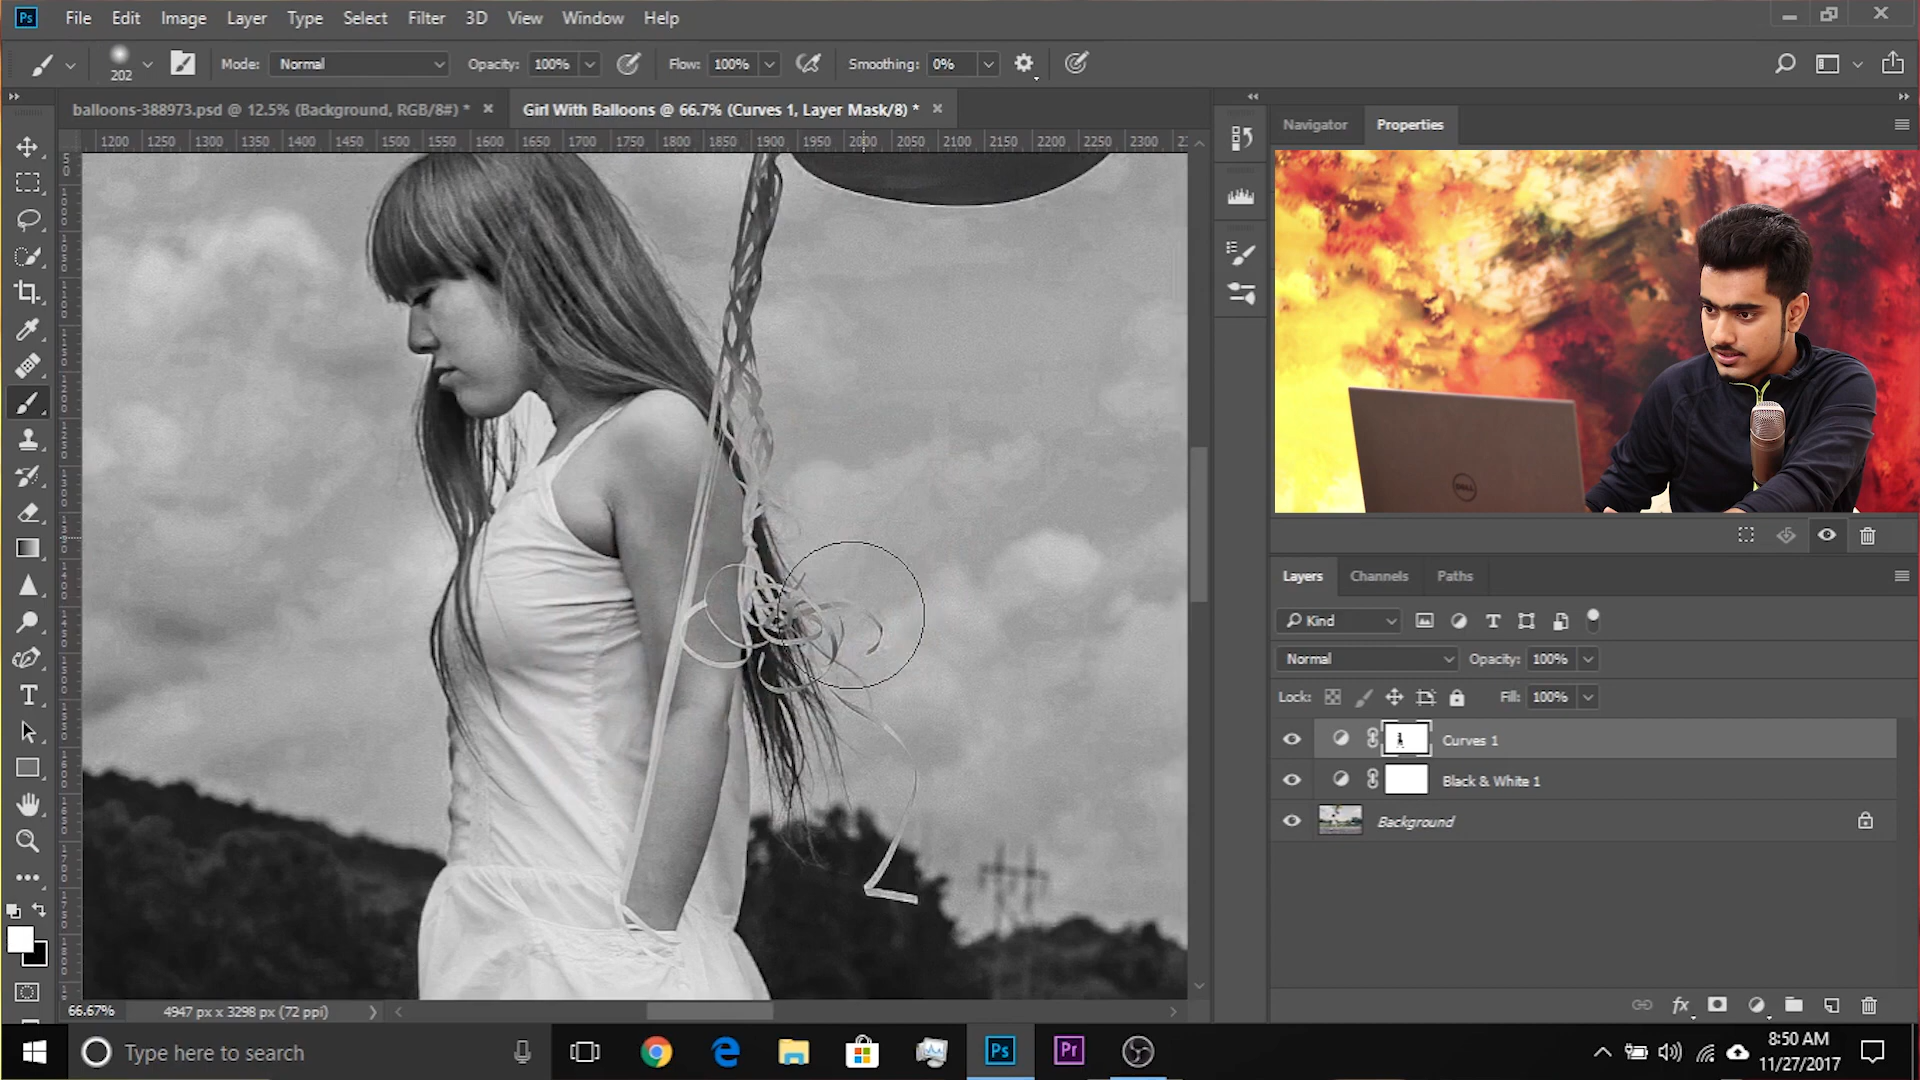 Ps File Edit Image Layer Type Select Filter 3D View Window Help
202 Mode: Normal Opacity: 100% Flow: 100% Smoothing: 0%
balloons-388973.psd @ 12.5% (Background, RGB/8#) * Girl With Balloons @ 66.7% (Curves 1, Layer Mask/8) *
Navigator Properties
1200 1250 1300 1350 1400 1450 1500 1550 1600 1650 1700 1750 1800 1850 1900 1950 2000 2050 2100 2150 2200 2250 2300
DELL
Layers Channels Paths
Kind
Normal Opacity: 100%
Lock: Fill: 100%
Curves 1
Black & White 1
Background
fx
66.67% 4947 px x 3298 px (72 ppi)
Type here to search
Ps Pr
8:50 AM
11/27/2017